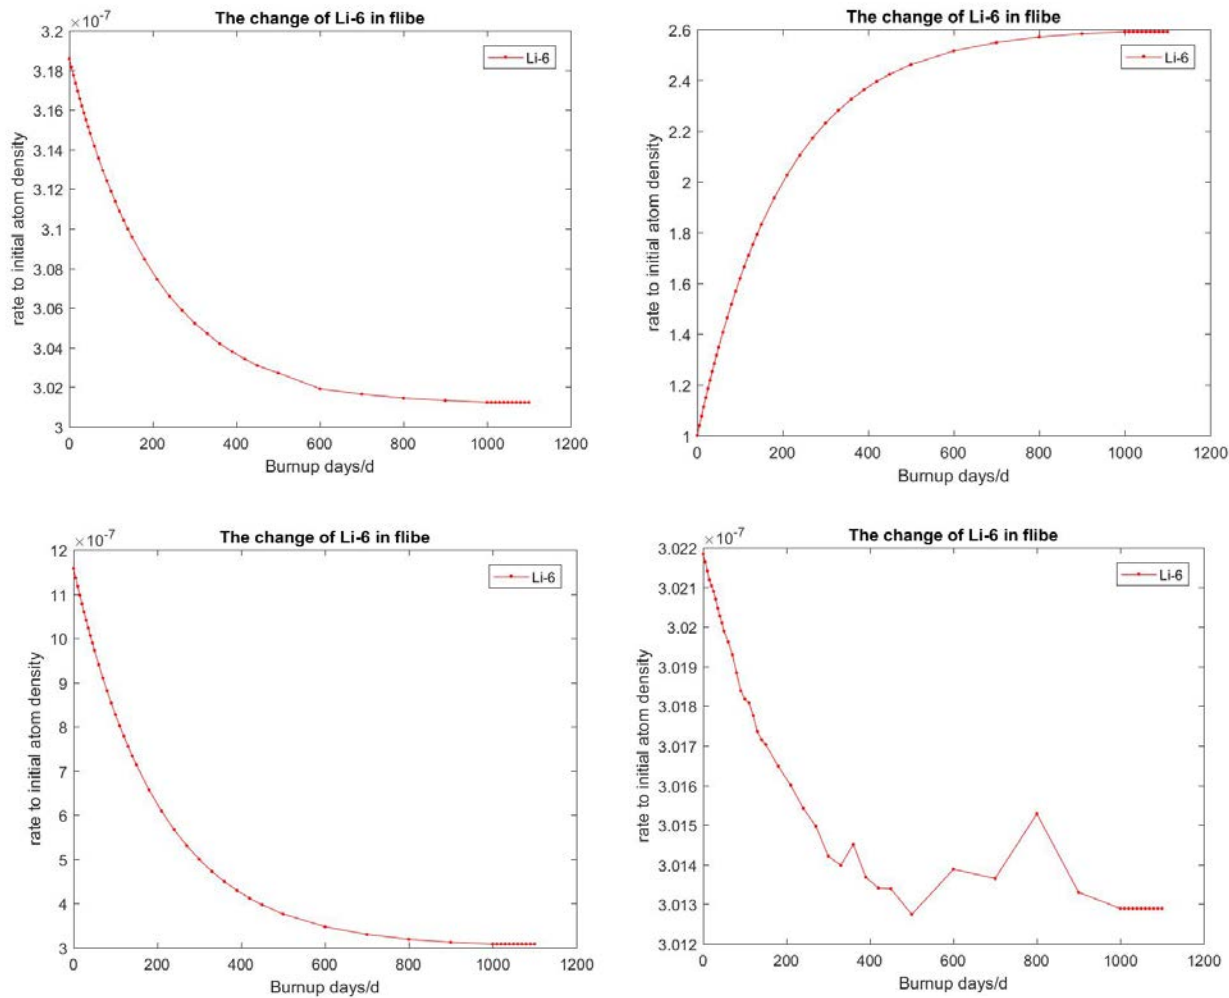 The change of Li-6 in flibe
×10⁻⁷
3.2
3.18
3.16
3.14
3.12
3.1
3.08
3.06
3.04
3.02
3
rate to initial atom density
Li-6
0 200 400 600 800 1000 1200
Burnup days/d
The change of Li-6 in flibe
2.6
2.4
2.2
2
1.8
1.6
1.4
1.2
1
rate to initial atom density
Li-6
0 200 400 600 800 1000 1200
Burnup days/d
The change of Li-6 in flibe
×10⁻⁷
12
11
10
9
8
7
6
5
4
3
rate to initial atom density
Li-6
0 200 400 600 800 1000 1200
Burnup days/d
The change of Li-6 in flibe
×10⁻⁷
3.022
3.021
3.02
3.019
3.018
3.017
3.016
3.015
3.014
3.013
3.012
rate to initial atom density
Li-6
0 200 400 600 800 1000 1200
Burnup days/d